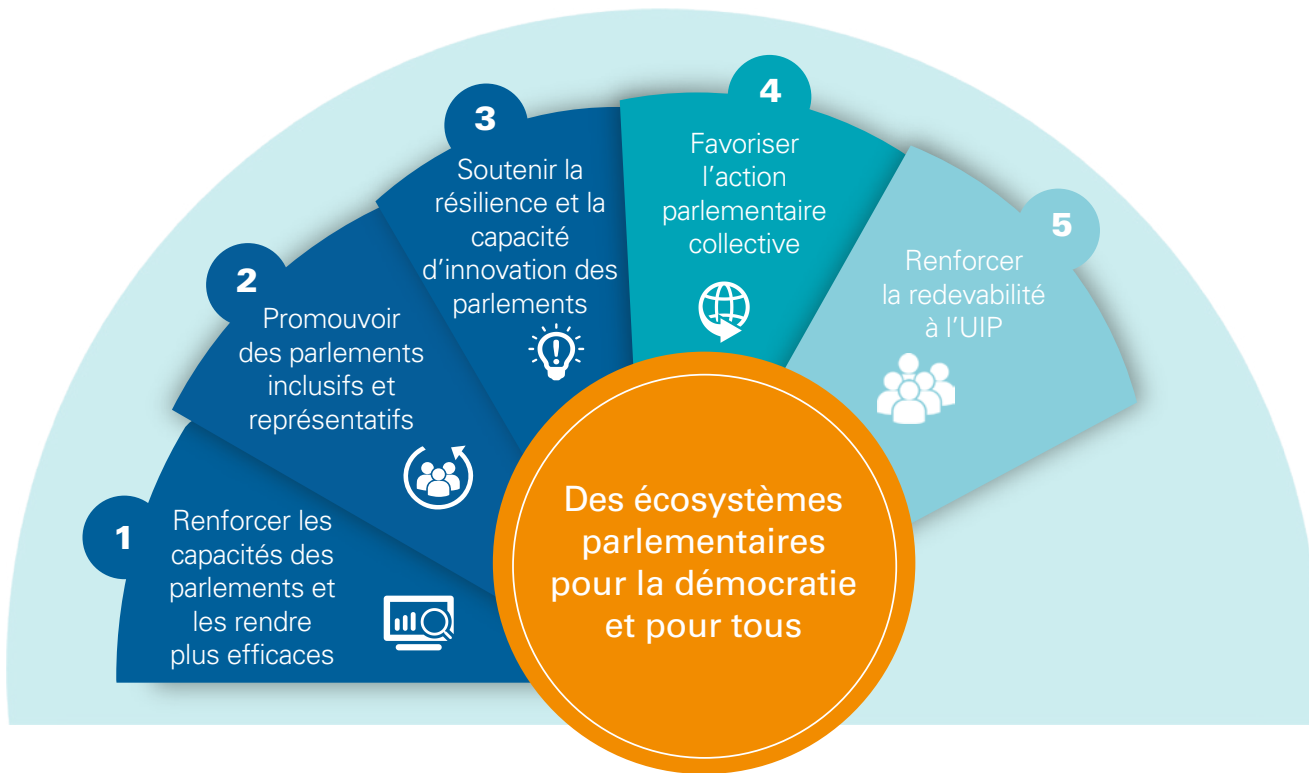 1
Renforcer les
capacités des
parlements et
les rendre
plus efficaces
2
Promouvoir
des parlements
inclusifs et
représentatifs
3
Soutenir la
résilience et la
capacité
d’innovation des
parlements
4
Favoriser
l’action
parlementaire
collective
5
Renforcer
la redevabilité
à l’UIP
Des écosystèmes
parlementaires
pour la démocratie
et pour tous